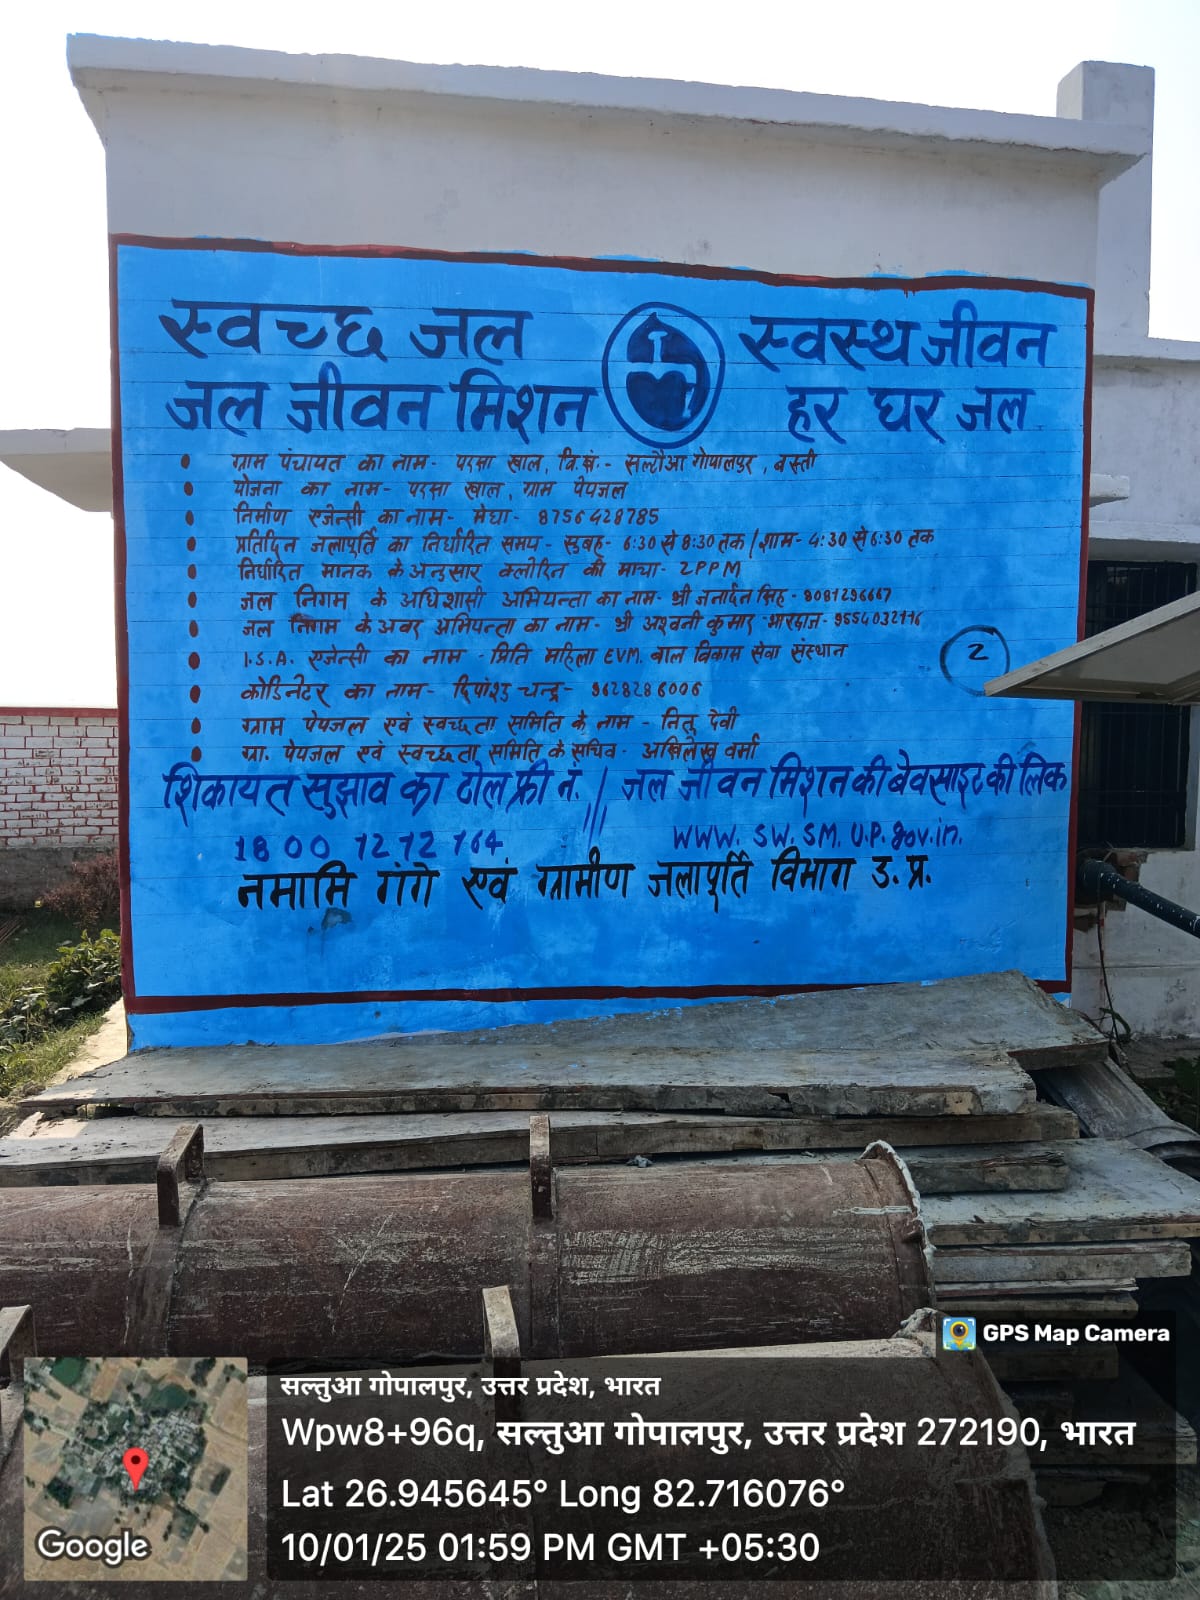 स्वच्छ जल स्वस्थ जीवन
जल जीवन मिशन हर घर जल
• ग्राम पंचायत का नाम- परसा खाल, वि.खं.- सल्टौआ गोपालपुर, बस्ती
• योजना का नाम- परसा खाल, ग्राम पेयजल
• निर्माण एजेन्सी का नाम- मेघा- 8756428785
• प्रतिदिन जलापूर्ति का निर्धारित समय- सुबह- 6:30 से 8:30 तक / शाम- 4:30 से 6:30 तक
• निर्धारित मानक के अनुसार क्लोरिन की मात्रा- 2PPM
• जल निगम के अधिशासी अभियन्ता का नाम- श्री जनार्दन सिंह-
• जल निगम के अवर अभियन्ता का नाम- श्री अश्वनी कुमार भारद्वाज-
• I.S.A. एजेन्सी का नाम - प्रिति महिला EVM. बाल विकास सेवा संस्थान
2
• कोडिनेटर का नाम- चन्द्र- 9628286006
• ग्राम पेयजल एवं स्वच्छता समिति के नाम - नितु देवी
• ग्रा. पेयजल एवं स्वच्छता समिति के सचिव- अखिलेख वर्मा
शिकायत सुझाव का टोल फ्री नं. // जल जीवन मिशन की बेवसाइट की लिंक
18 00 12 12 164 WWW. SW. SM. U.P. gov.in.
नमामि गंगे एवं ग्रामीण जलापूर्ति विभाग उ. प्र.
GPS Map Camera
सल्तुआ गोपालपुर, उत्तर प्रदेश, भारत
Wpw8+96q, सल्तुआ गोपालपुर, उत्तर प्रदेश 272190, भारत
Lat 26.945645° Long 82.716076°
10/01/25 01:59 PM GMT +05:30
Google